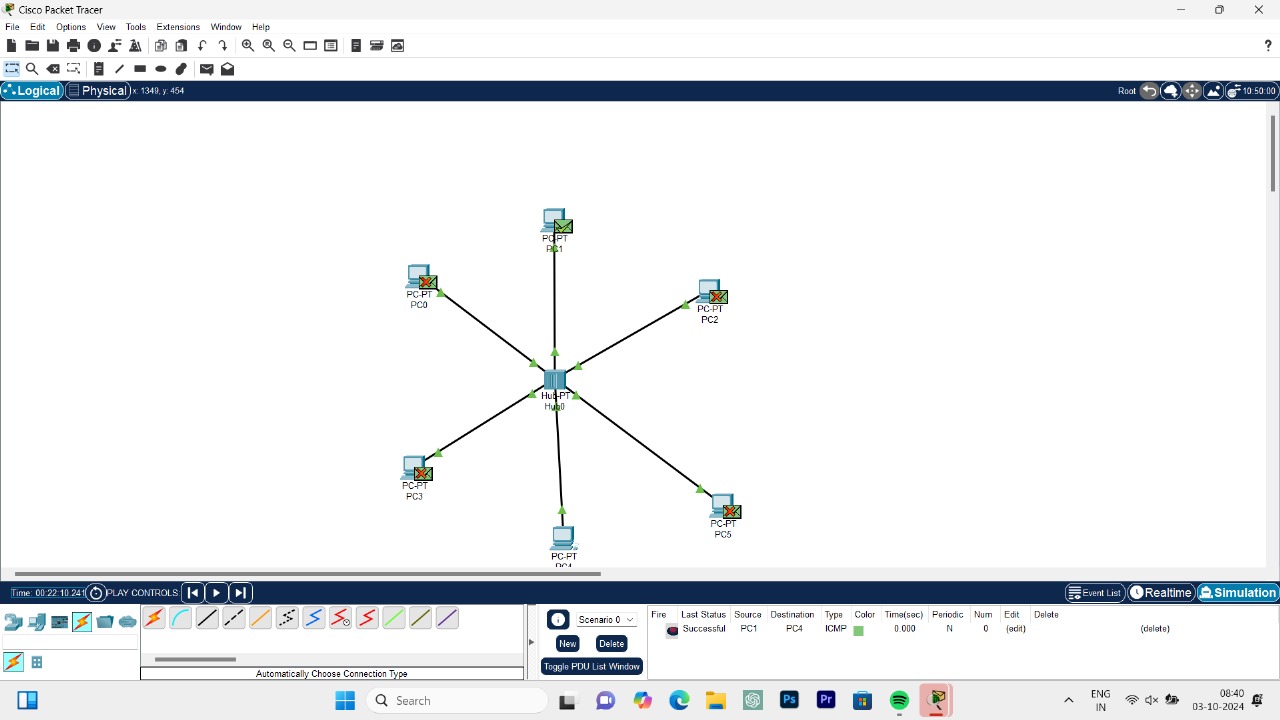 Cisco Packet Tracer
File Edit Options View Tools Extensions Window Help
?
Logical Physical x: 1349, y: 454 Root 10:50:00
PC-PT
PC1
PC-PT
PC0
PC-PT
PC2
Hub-PT
Hub0
PC-PT
PC3
PC-PT
PC5
PC-PT
PC4
Time: 00:22:10.241 PLAY CONTROLS: Event List Realtime Simulation
Scenario 0
New Delete
Toggle PDU List Window
Fire Last Status Source Destination Type Color Time(sec) Periodic Num Edit Delete
Successful PC1 PC4 ICMP 0.000 N 0 (edit) (delete)
Automatically Choose Connection Type
Search
Ps
Pr
ENG
IN
08:40
03-10-2024